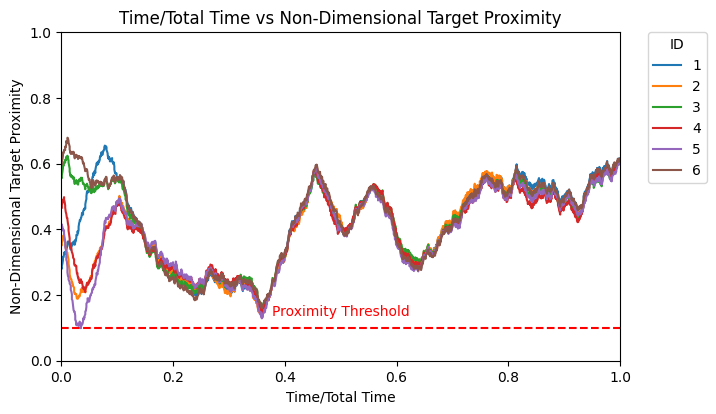 Time/Total Time vs Non-Dimensional Target Proximity
Non-Dimensional Target Proximity
1.0
0.8
0.6
0.4
0.2
0.0
Proximity Threshold
0.0 0.2 0.4 0.6 0.8 1.0
Time/Total Time
ID
1
2
3
4
5
6